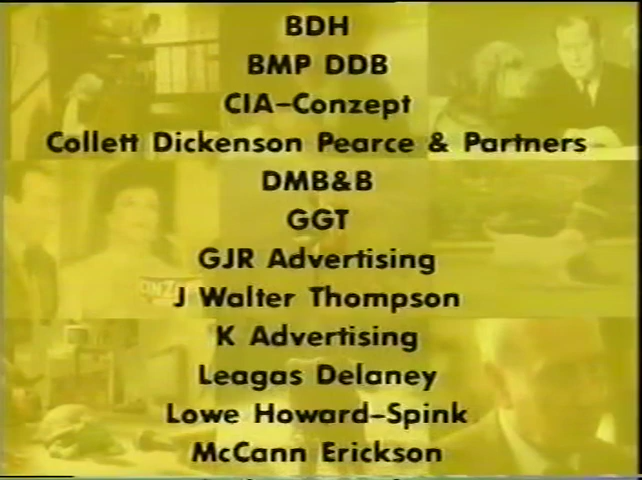 BDH
BMP DDB
CIA-Conzept
Collett Dickenson Pearce & Partners
DMB&B
GGT
GJR Advertising
J Walter Thompson
K Advertising
Leagas Delaney
Lowe Howard-Spink
McCann Erickson